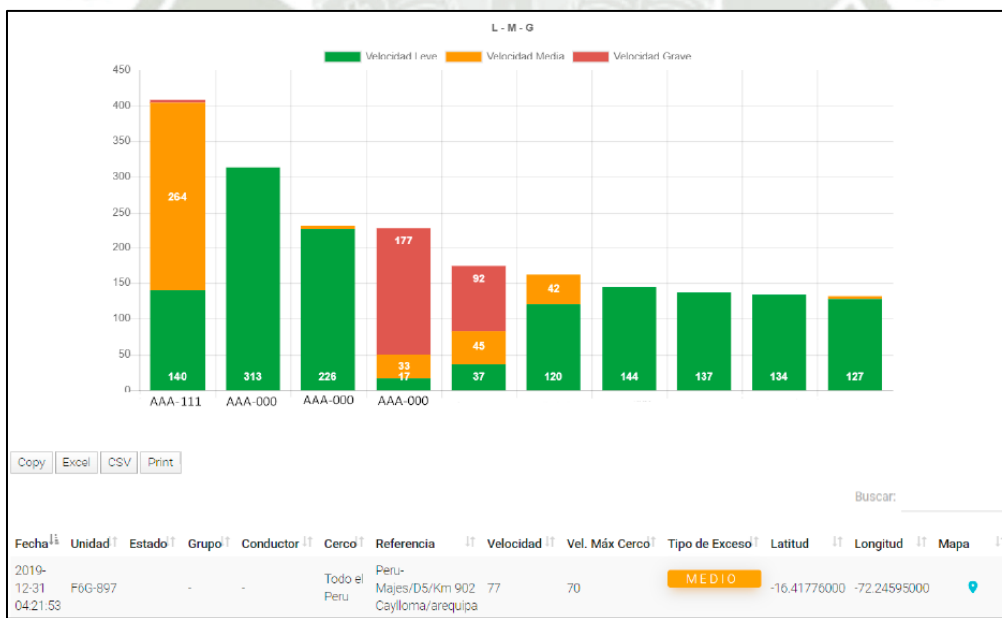 L - M - G
Velocidad Leve Velocidad Media Velocidad Grave
450
400
350
300
250
200
150
100
50
0
264
140
313
226
177
33
17
92
45
37
42
120
144
137
134
127
AAA-111 AAA-000 AAA-000 AAA-000
Copy Excel CSV Print
Buscar:
Fecha Unidad Estado Grupo Conductor Cerco Referencia Velocidad Vel. Máx Cerco Tipo de Exceso Latitud Longitud Mapa
2019-
12-31
04:21:53
F6G-897
-
-
Todo el
Peru
Peru-
Majes/D5/Km 902
Caylloma/arequipa
77
70
MEDIO
-16.41776000
-72.24595000